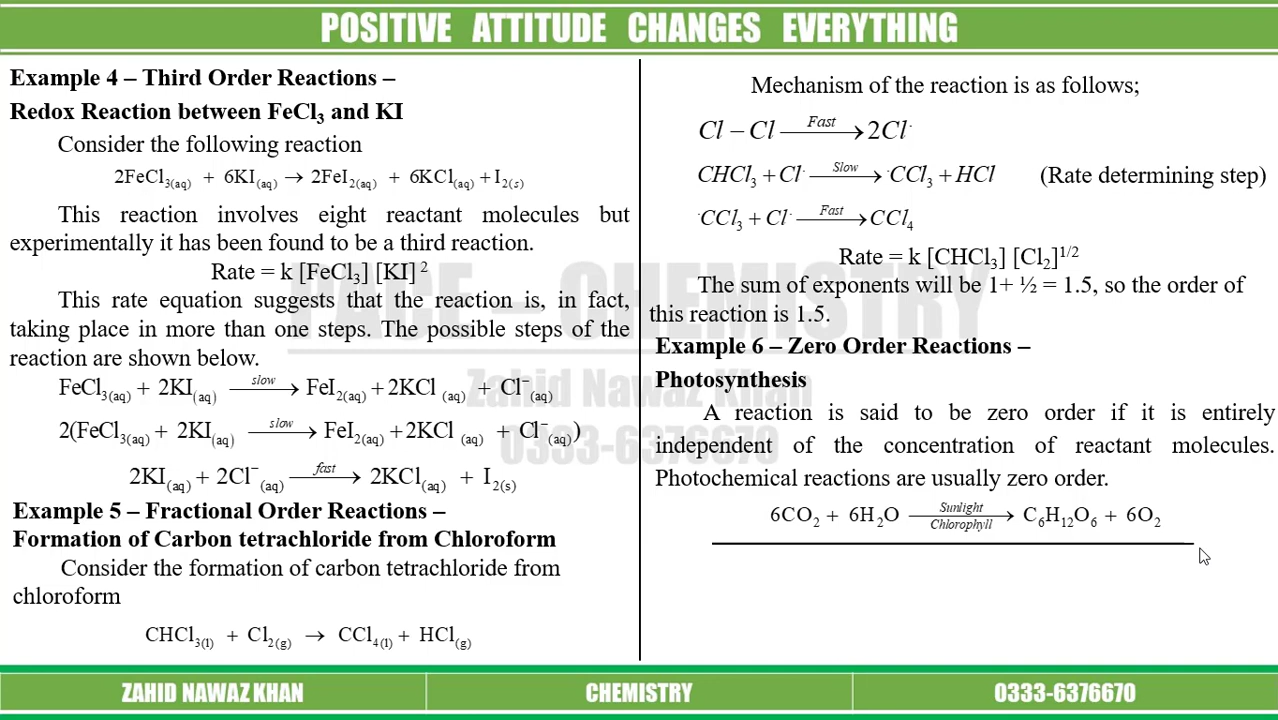 POSITIVE ATTITUDE CHANGES EVERYTHING
Example 4 – Third Order Reactions –
Redox Reaction between FeCl₃ and KI
Consider the following reaction
2FeCl₃(aq) + 6KI(aq) → 2FeI₂(aq) + 6KCl(aq) + I₂(s)
This reaction involves eight reactant molecules but
experimentally it has been found to be a third reaction.
Rate = k [FeCl₃] [KI]²
This rate equation suggests that the reaction is, in fact,
taking place in more than one steps. The possible steps of the
reaction are shown below.
FeCl₃(aq) + 2KI(aq) —slow→ FeI₂(aq) + 2KCl (aq) + Cl⁻(aq)
2(FeCl₃(aq) + 2KI(aq) —slow→ FeI₂(aq) + 2KCl (aq) + Cl⁻(aq))
2KI(aq) + 2Cl⁻(aq) —fast→ 2KCl(aq) + I₂(s)
Example 5 – Fractional Order Reactions –
Formation of Carbon tetrachloride from Chloroform
Consider the formation of carbon tetrachloride from
chloroform
CHCl₃(l) + Cl₂(g) → CCl₄(l) + HCl(g)
Mechanism of the reaction is as follows;
Cl – Cl —Fast→ 2Cl·
CHCl₃ + Cl· —Slow→ ·CCl₃ + HCl (Rate determining step)
·CCl₃ + Cl· —Fast→ CCl₄
Rate = k [CHCl₃] [Cl₂]¹/²
The sum of exponents will be 1+ ½ = 1.5, so the order of
this reaction is 1.5.
Example 6 – Zero Order Reactions –
Photosynthesis
A reaction is said to be zero order if it is entirely
independent of the concentration of reactant molecules.
Photochemical reactions are usually zero order.
6CO₂ + 6H₂O —Sunlight/Chlorophyll→ C₆H₁₂O₆ + 6O₂
PACE – CHEMISTRY
Zahid Nawaz Khan
0333-6376670
ZAHID NAWAZ KHAN
CHEMISTRY
0333-6376670